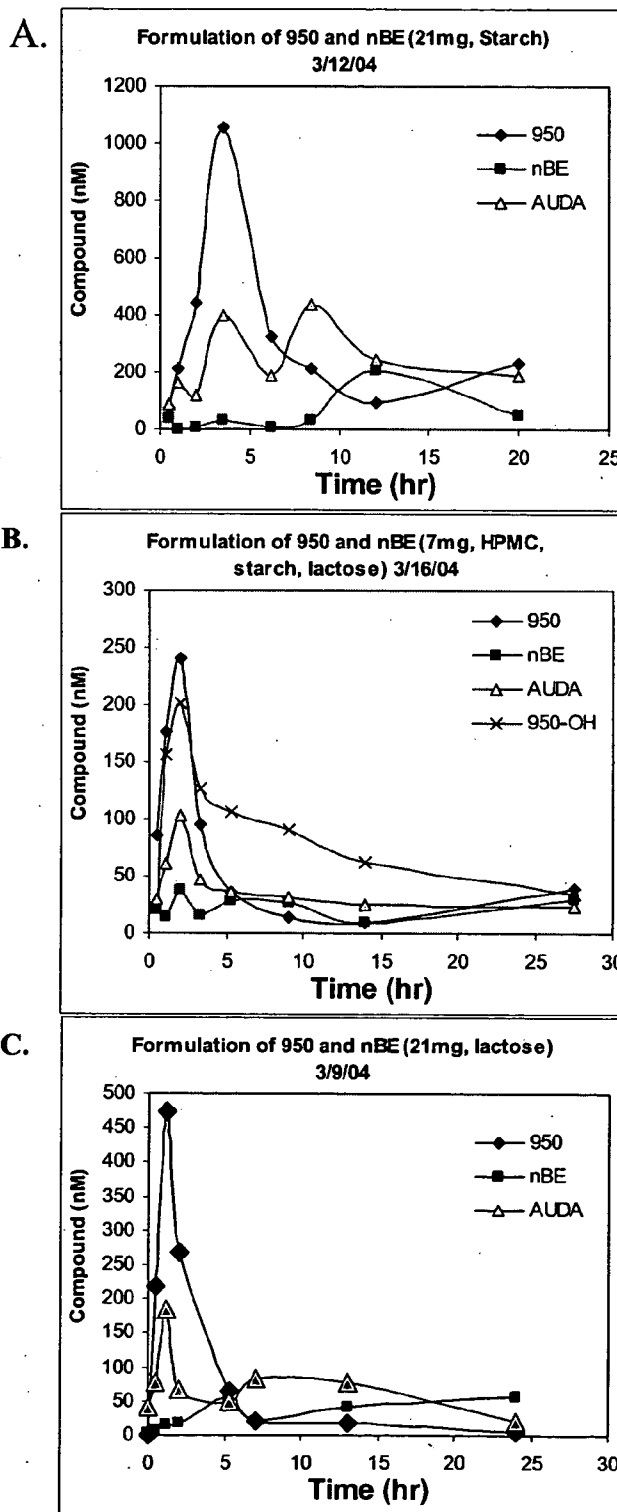 A.
Formulation of 950 and nBE (21mg, Starch)
3/12/04
1200
1000
800
600
400
200
0
Compound (nM)
950
nBE
AUDA
0 5 10 15 20 25
Time (hr)
B.
Formulation of 950 and nBE (7mg, HPMC,
starch, lactose) 3/16/04
300
250
200
150
100
50
0
Compound (nM)
950
nBE
AUDA
950-OH
0 5 10 15 20 25 30
Time (hr)
C.
Formulation of 950 and nBE (21mg, lactose)
3/9/04
500
450
400
350
300
250
200
150
100
50
0
Compound (nM)
950
nBE
AUDA
0 5 10 15 20 25 30
Time (hr)